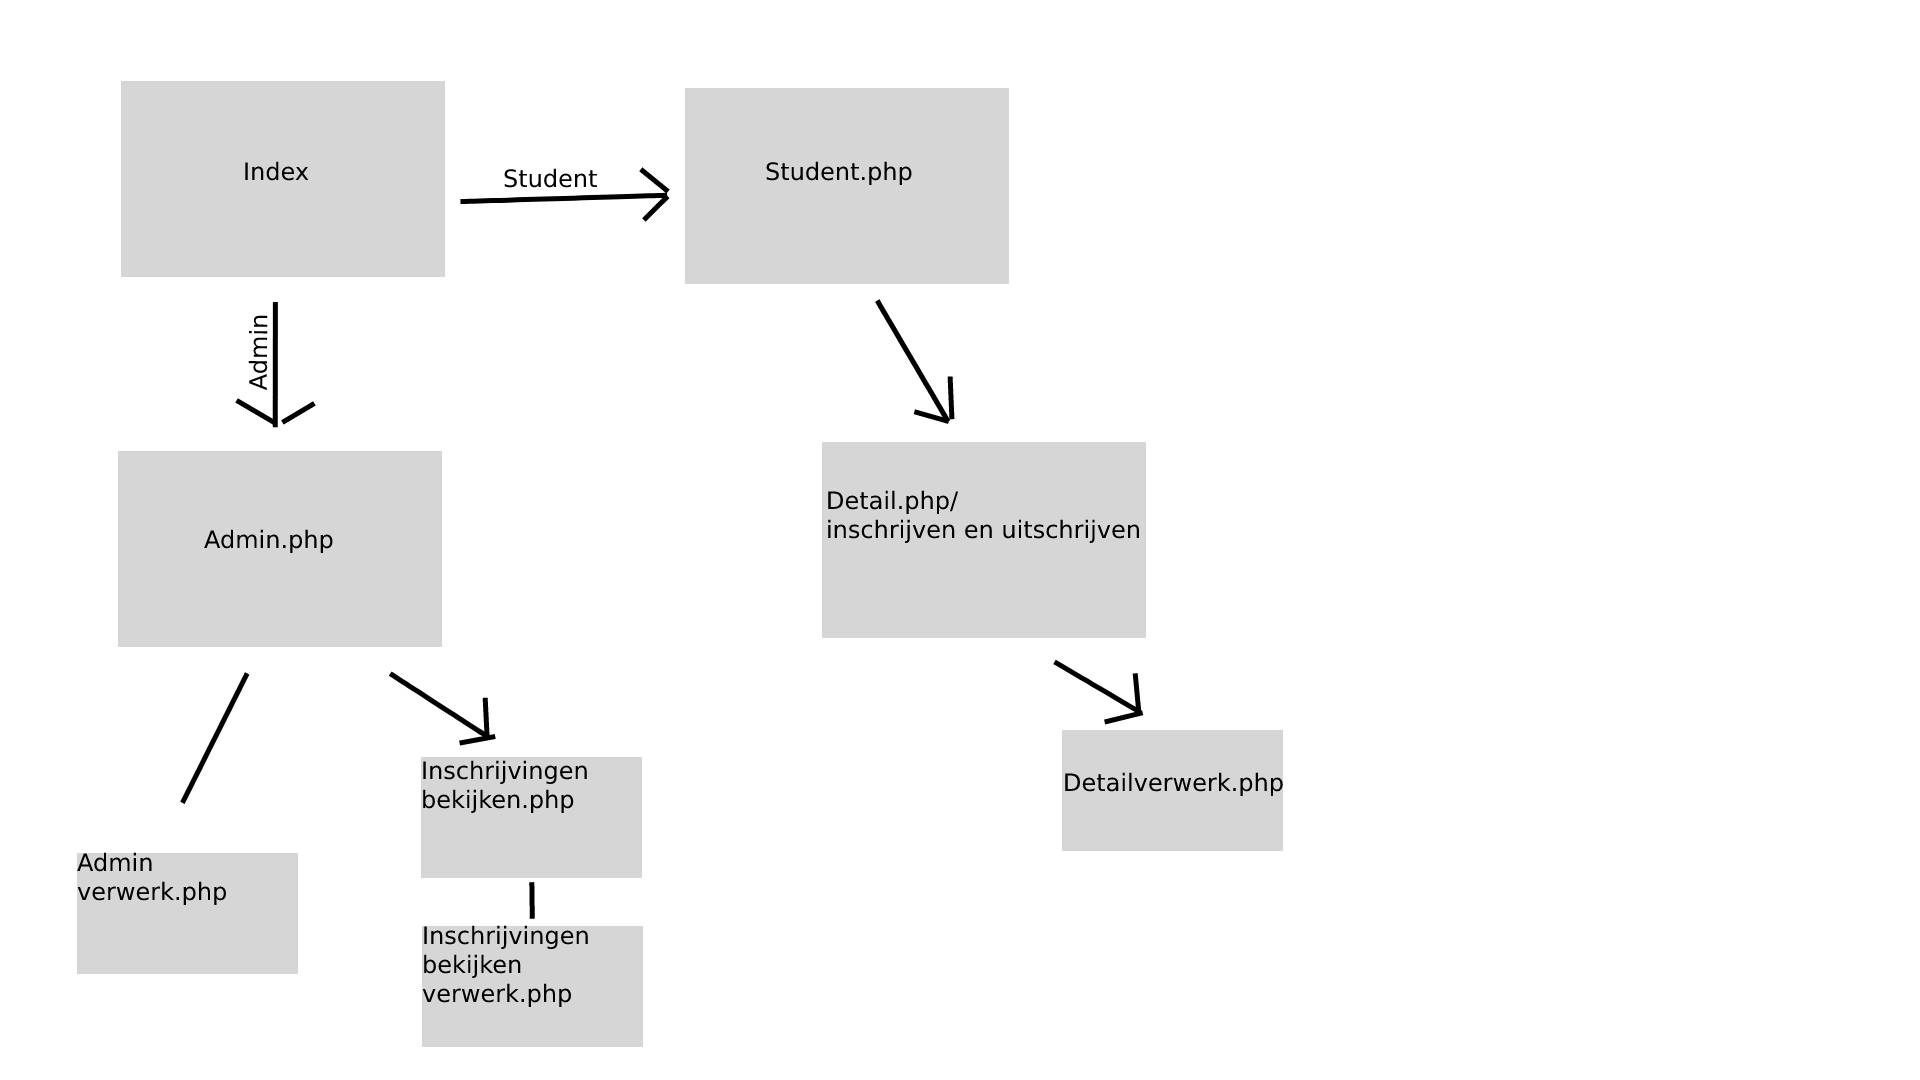 Index
Student
Student.php
Admin
Admin.php
Detail.php/
inschrijven en uitschrijven
Inschrijvingen
bekijken.php
Detailverwerk.php
Admin
verwerk.php
Inschrijvingen
bekijken
verwerk.php